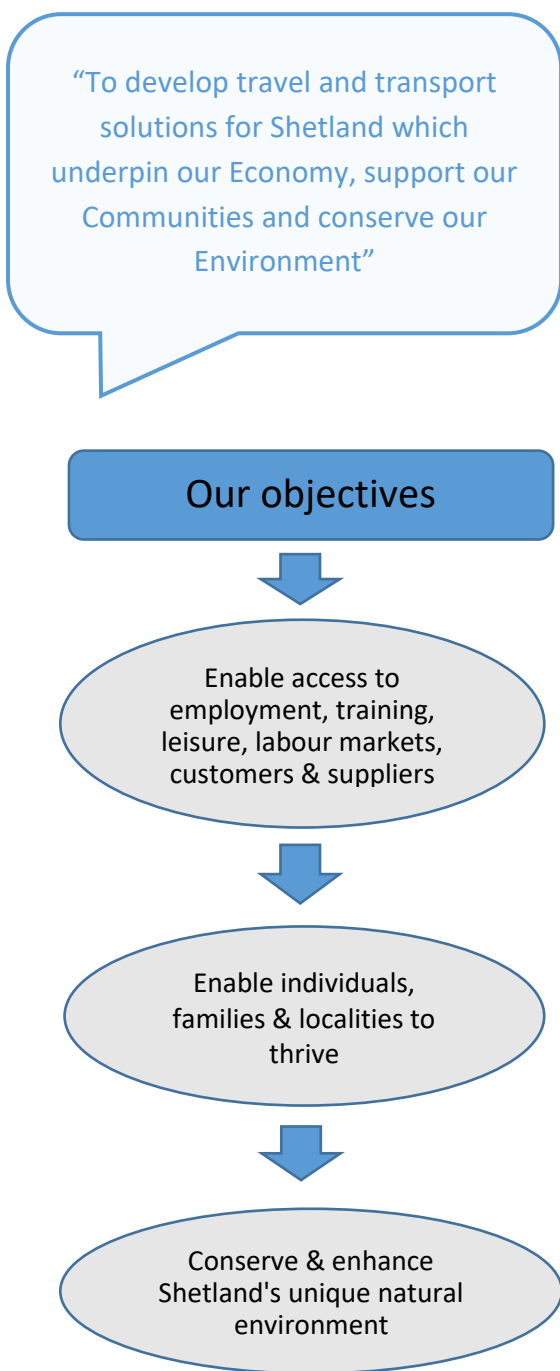 “To develop travel and transport
solutions for Shetland which
underpin our Economy, support our
Communities and conserve our
Environment”
Our objectives
Enable access to
employment, training,
leisure, labour markets,
customers & suppliers
Enable individuals,
families & localities to
thrive
Conserve & enhance
Shetland's unique natural
environment